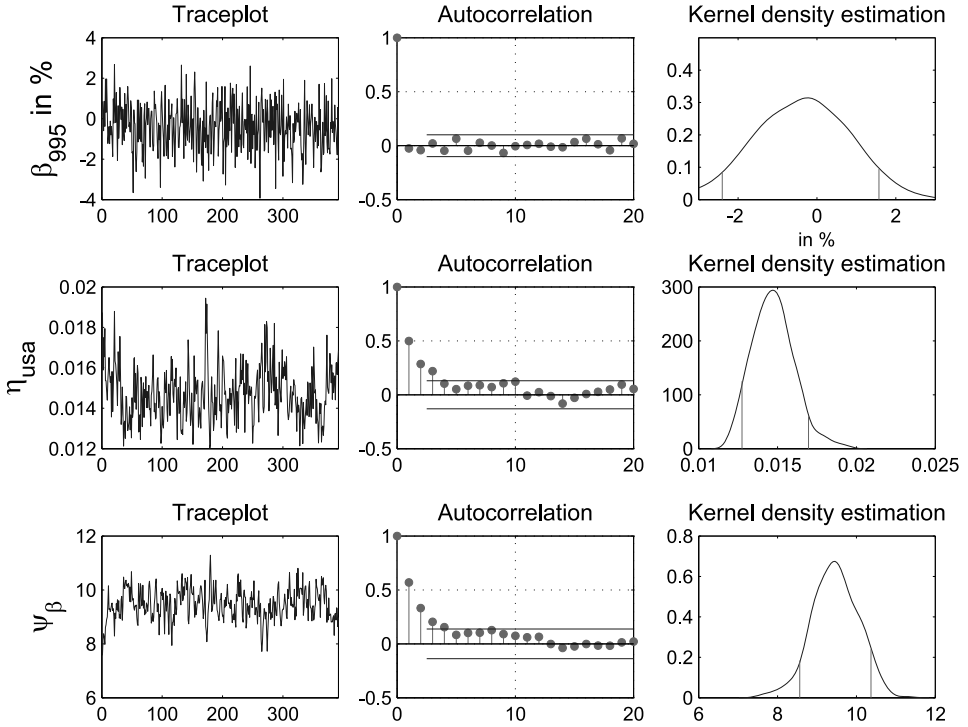 Traceplot
Autocorrelation
Kernel density estimation
β995 in %
4
2
0
-2
-4
0 100 200 300
1
0.5
0
-0.5
0 10 20
0.5
0.4
0.3
0.2
0.1
0
-2 0 2
in %
Traceplot
Autocorrelation
Kernel density estimation
ηusa
0.02
0.018
0.016
0.014
0.012
0 100 200 300
1
0.5
0
-0.5
0 10 20
300
200
100
0
0.01 0.015 0.02 0.025
Traceplot
Autocorrelation
Kernel density estimation
ψβ
12
10
8
6
0 100 200 300
1
0.5
0
-0.5
0 10 20
0.8
0.6
0.4
0.2
0
6 8 10 12